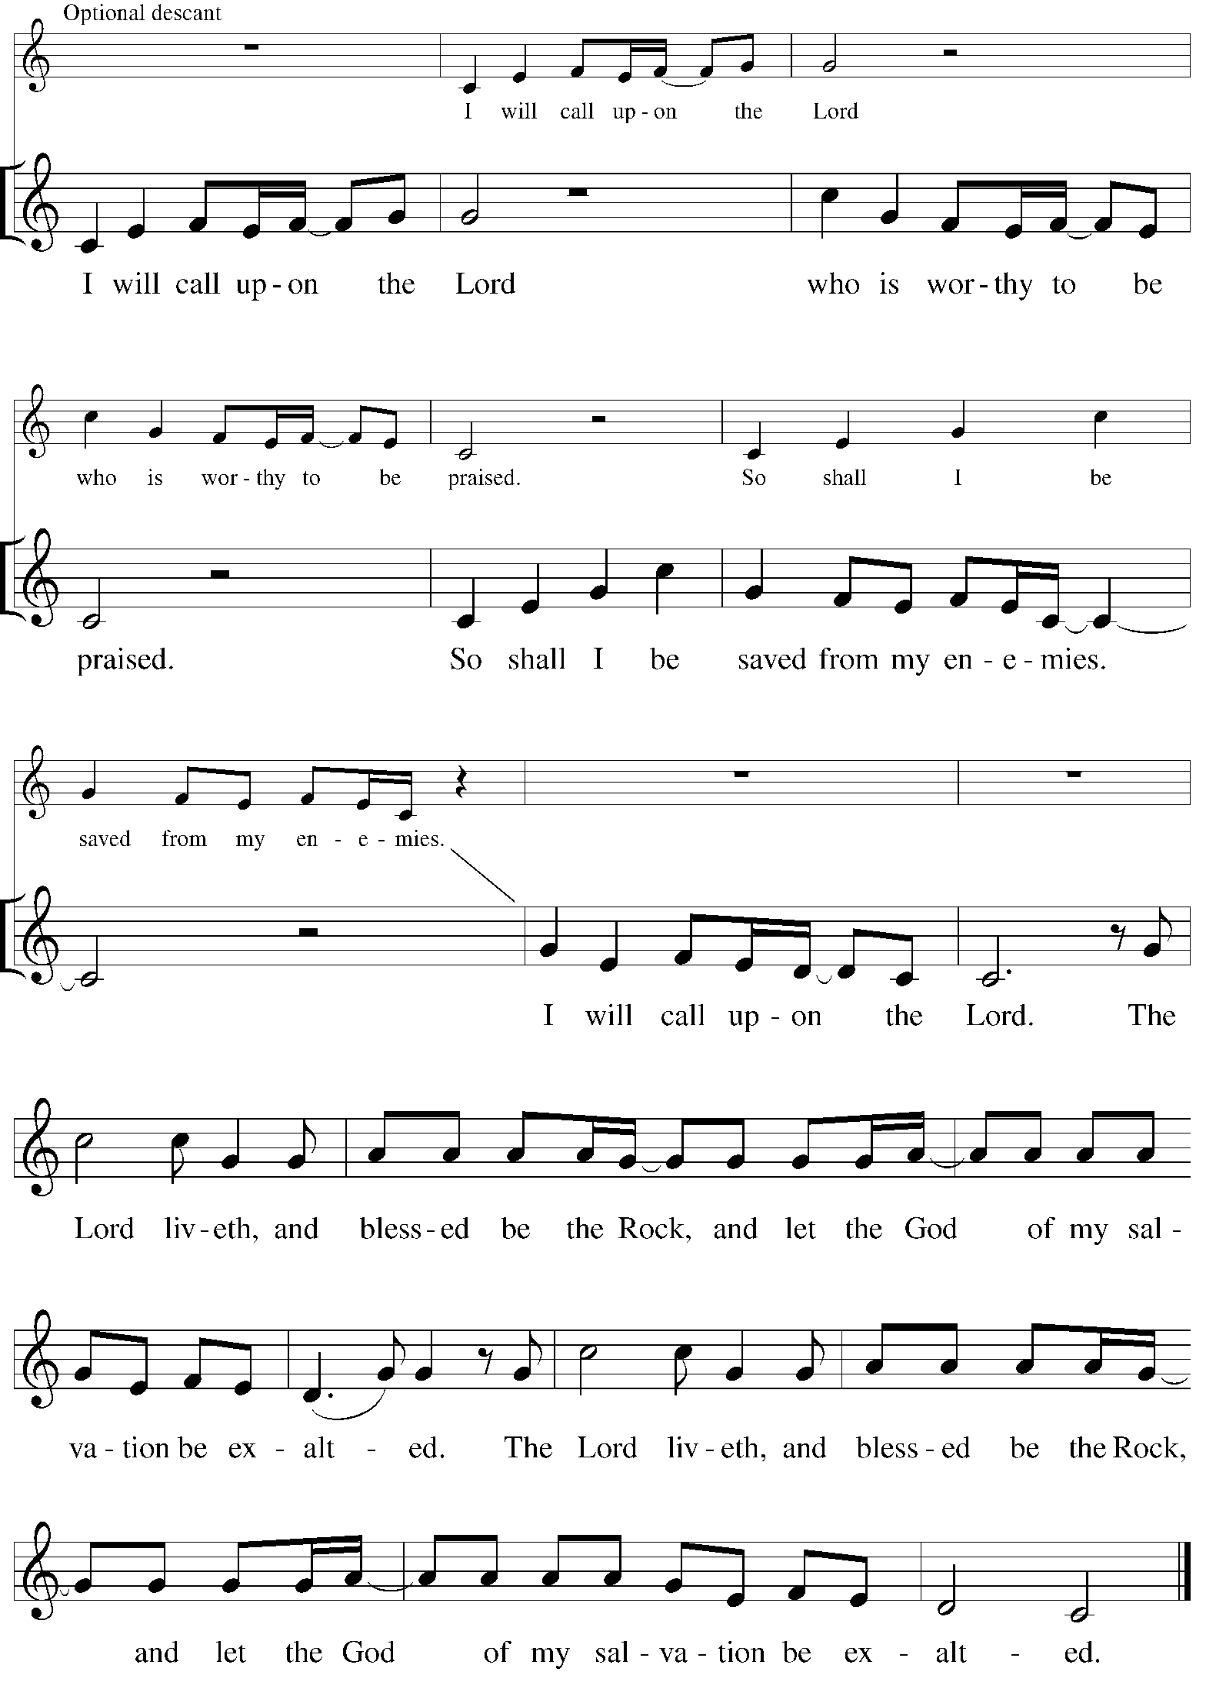 Optional descant
I will call up - on the Lord
I will call up - on the Lord who is wor - thy to be
who is wor - thy to be praised. So shall I be
praised. So shall I be saved from my en - e - mies.
saved from my en - e - mies.
I will call up - on the Lord. The
Lord liv - eth, and bless - ed be the Rock, and let the God of my sal -
va - tion be ex - alt - ed. The Lord liv - eth, and bless - ed be the Rock,
and let the God of my sal - va - tion be ex - alt - ed.